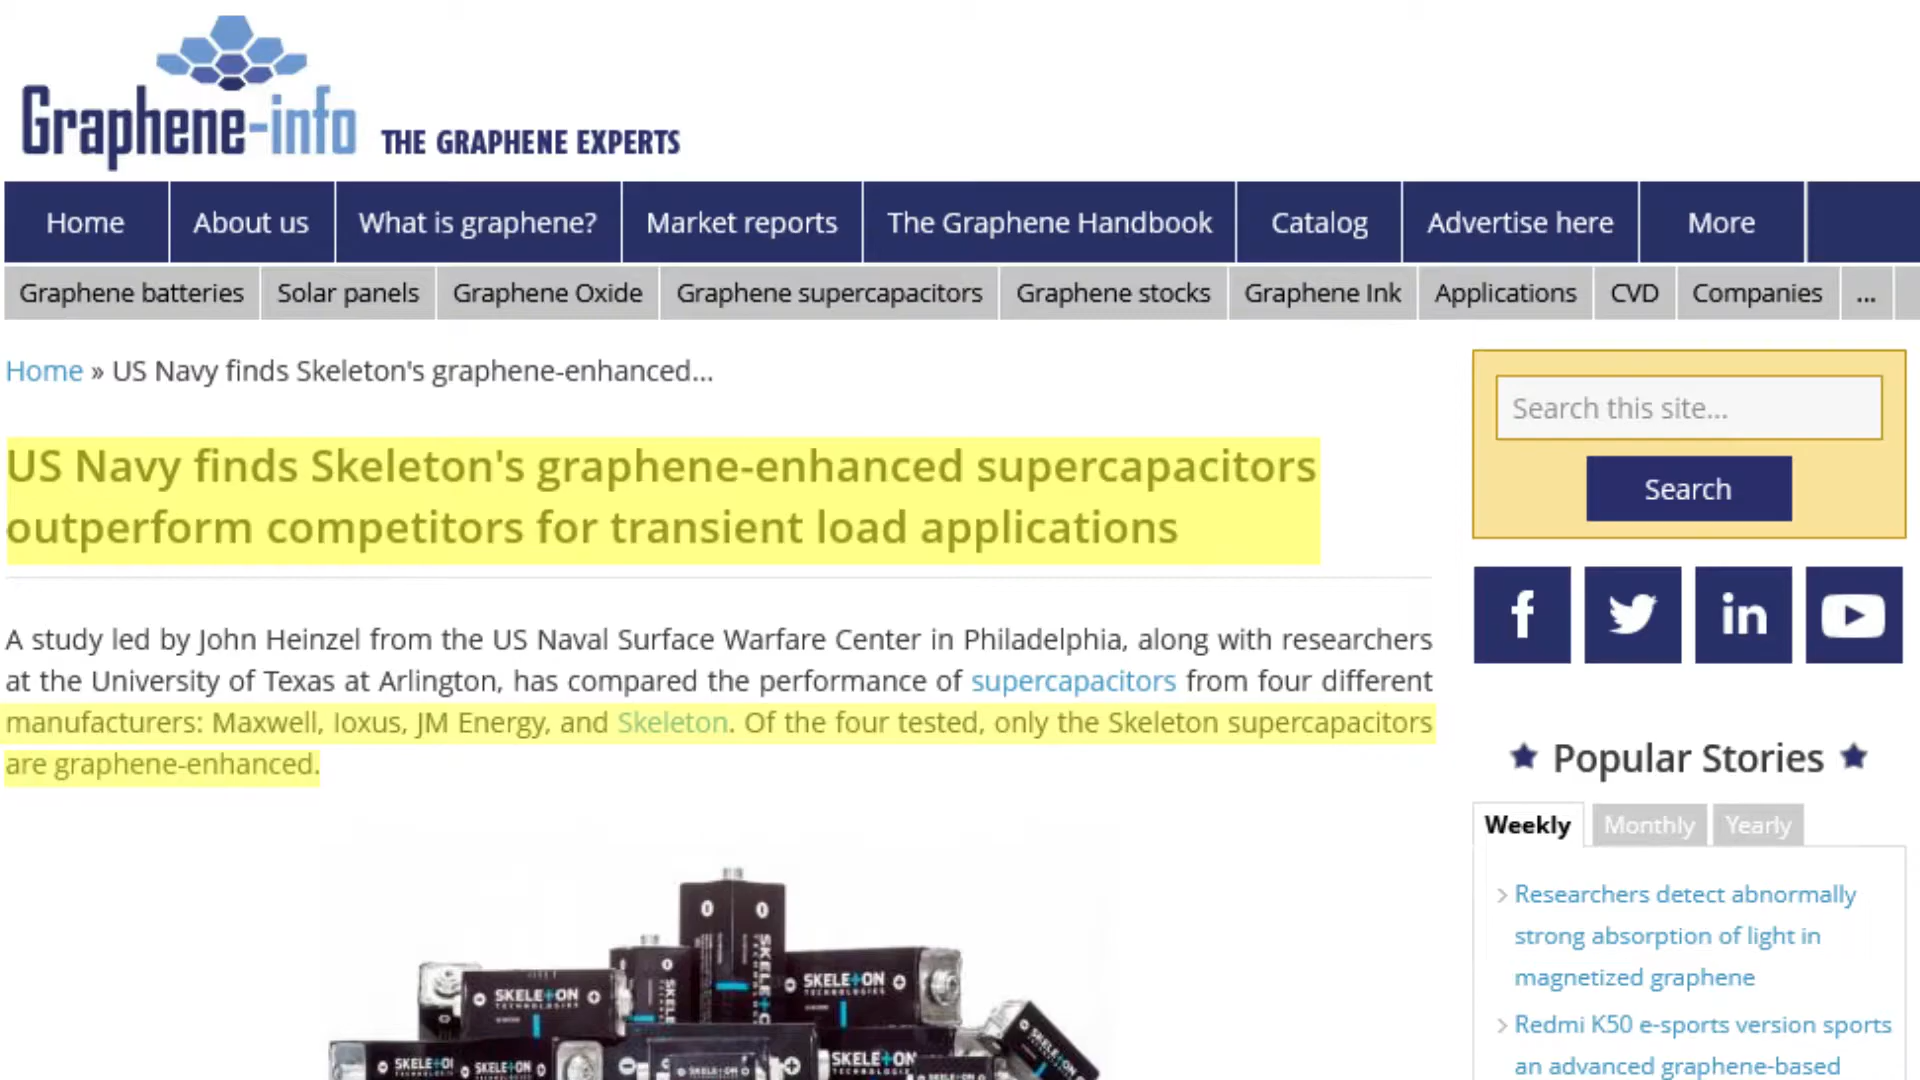 Graphene-info THE GRAPHENE EXPERTS
Home About us What is graphene? Market reports The Graphene Handbook Catalog Advertise here More
Graphene batteries Solar panels Graphene Oxide Graphene supercapacitors Graphene stocks Graphene Ink Applications CVD Companies ...
Home » US Navy finds Skeleton's graphene-enhanced...
US Navy finds Skeleton's graphene-enhanced supercapacitors
outperform competitors for transient load applications
A study led by John Heinzel from the US Naval Surface Warfare Center in Philadelphia, along with researchers
at the University of Texas at Arlington, has compared the performance of supercapacitors from four different
manufacturers: Maxwell, Ioxus, JM Energy, and Skeleton. Of the four tested, only the Skeleton supercapacitors
are graphene-enhanced.
SKELETON
TECHNOLOGIES
SKELETON
TECHNOLOGIES
SKELETON
SKELETON
SKELETON
Search this site...
Search
Popular Stories
Weekly Monthly Yearly
Researchers detect abnormally
strong absorption of light in
magnetized graphene
Redmi K50 e-sports version sports
an advanced graphene-based